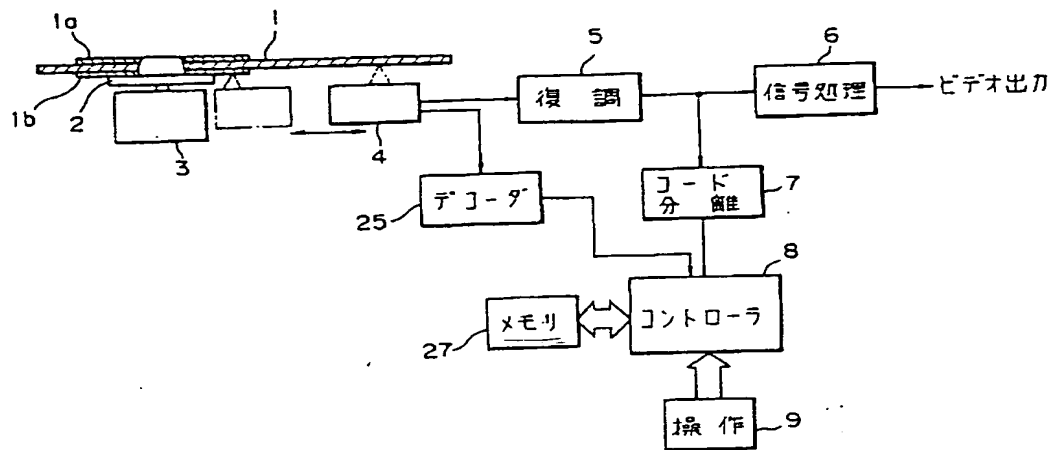 1a
1
5
6
復調
信号処理
ビデオ出力
1b
2
3
4
コード
分離
7
デコーダ
25
8
メモリ
コントローラ
27
操作
9